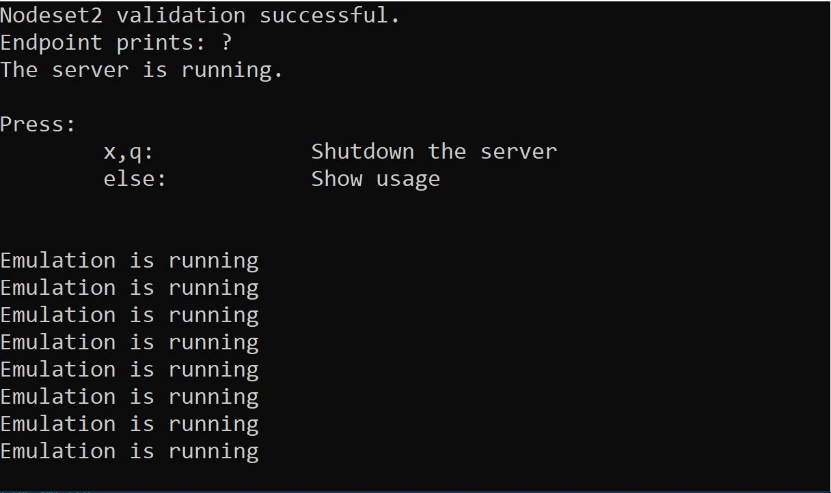 Nodeset2 validation successful.
Endpoint prints: ?
The server is running.
Press:
x,q: Shutdown the server
else: Show usage
Emulation is running
Emulation is running
Emulation is running
Emulation is running
Emulation is running
Emulation is running
Emulation is running
Emulation is running